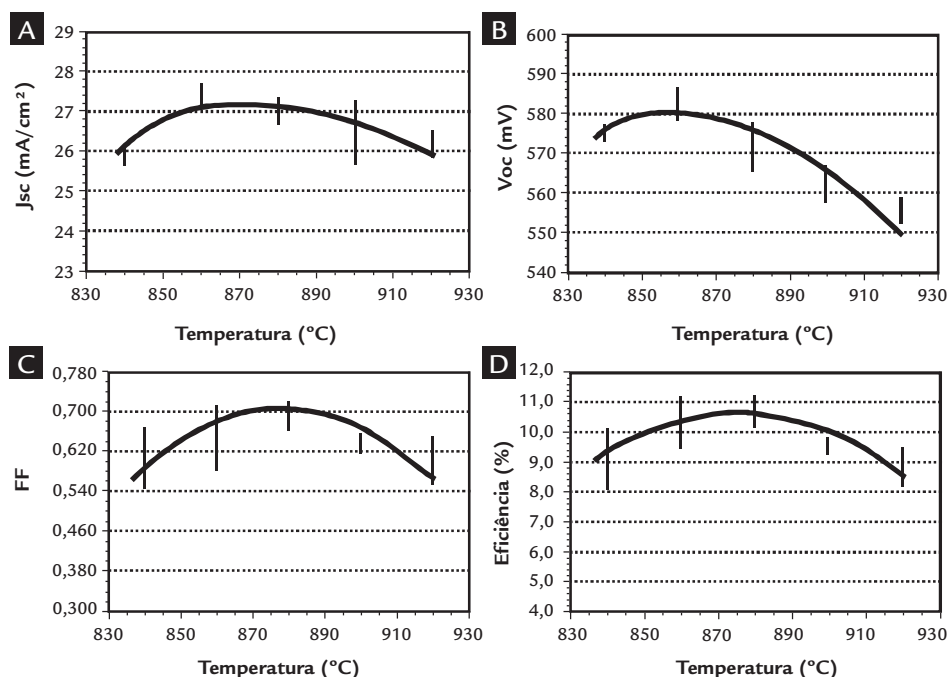 A
29
28
27
26
25
24
23
Jsc (mA/cm²)
830 850 870 890 910 930
Temperatura (ºC)
B
600
590
580
570
560
550
540
Voc (mV)
830 850 870 890 910 930
Temperatura (ºC)
C
0,780
0,700
0,620
0,540
0,460
0,380
0,300
FF
830 850 870 890 910 930
Temperatura (ºC)
D
12,0
11,0
10,0
9,0
8,0
7,0
6,0
5,0
4,0
Eficiência (%)
830 850 870 890 910 930
Temperatura (ºC)